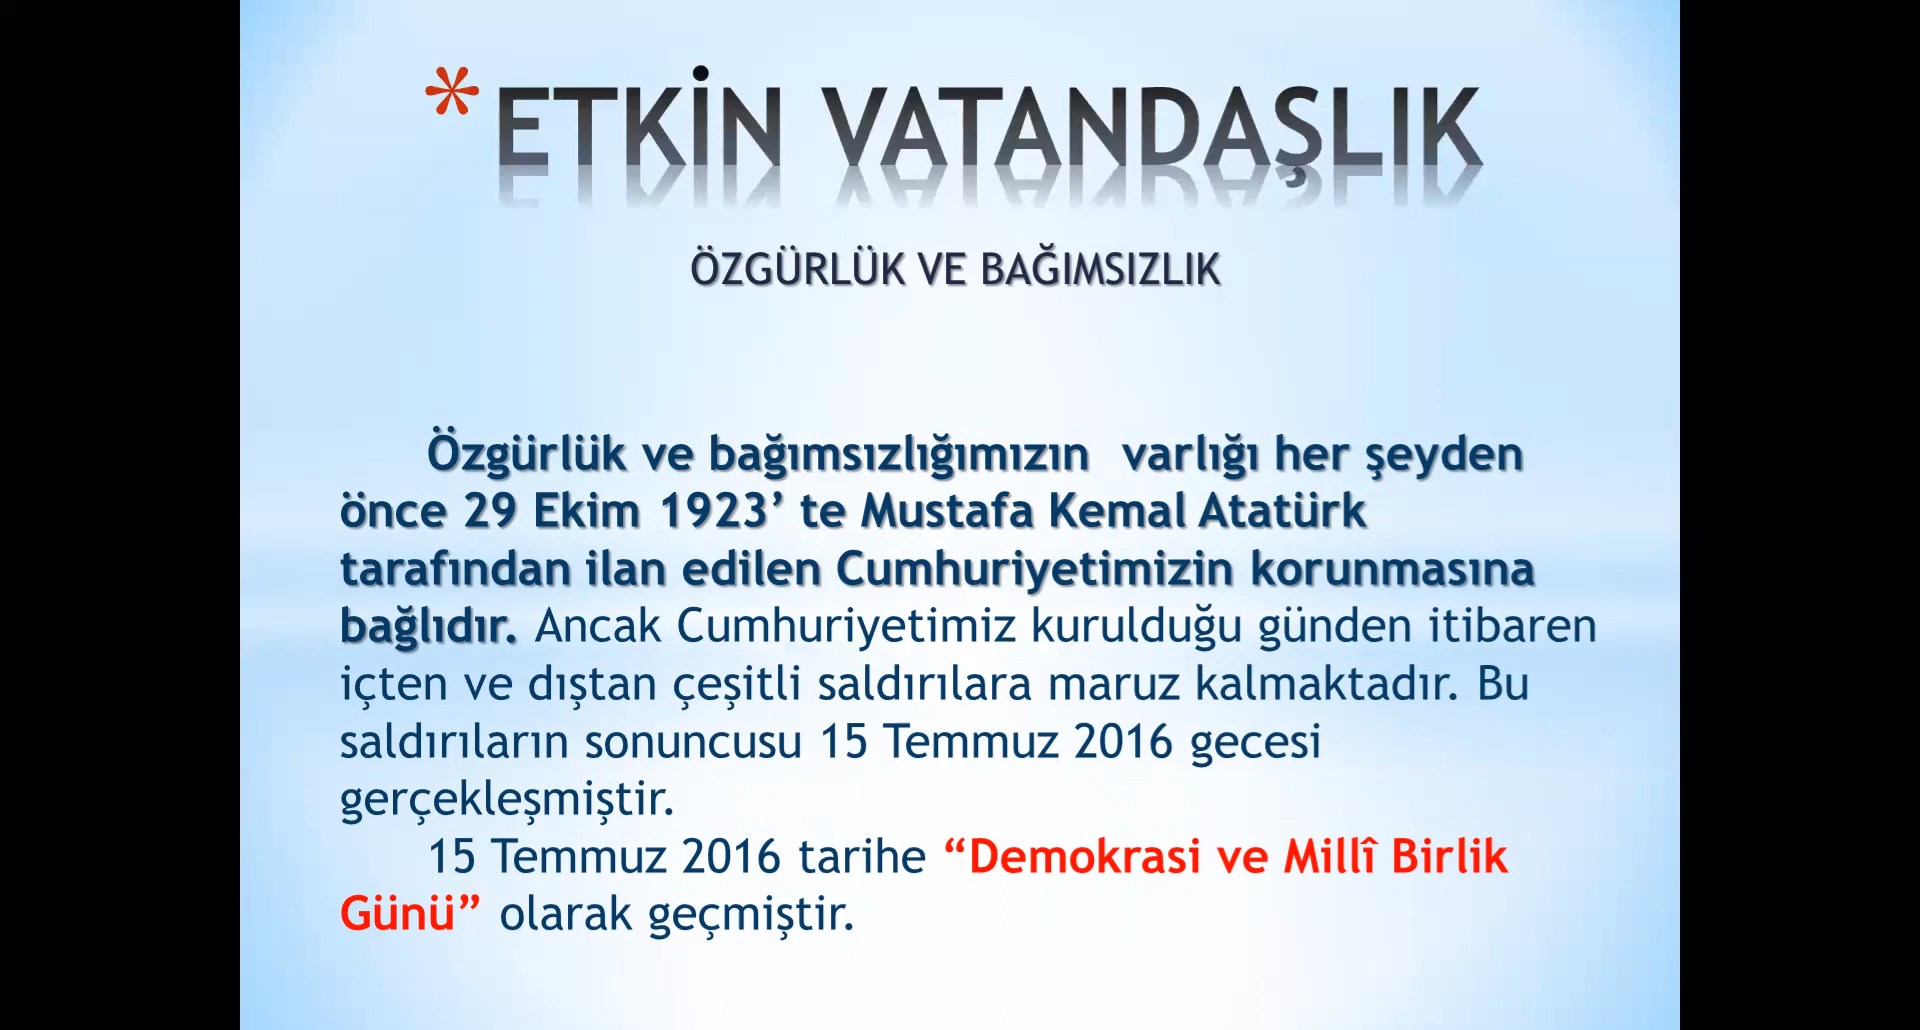 * ETKİN VATANDAŞLIK
ÖZGÜRLÜK VE BAĞIMSIZLIK
Özgürlük ve bağımsızlığımızın varlığı her şeyden
önce 29 Ekim 1923’ te Mustafa Kemal Atatürk
tarafından ilan edilen Cumhuriyetimizin korunmasına
bağlıdır. Ancak Cumhuriyetimiz kurulduğu günden itibaren
içten ve dıştan çeşitli saldırılara maruz kalmaktadır. Bu
saldırıların sonuncusu 15 Temmuz 2016 gecesi
gerçekleşmiştir.
15 Temmuz 2016 tarihe “Demokrasi ve Millî Birlik
Günü” olarak geçmiştir.